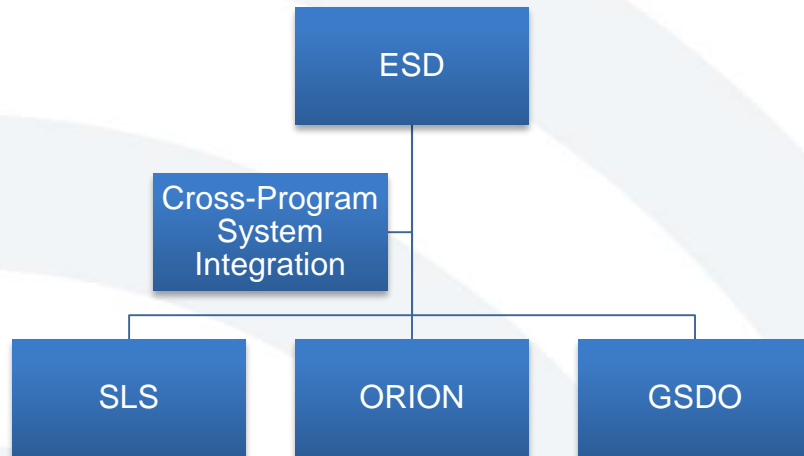 ESD
Cross-Program
System
Integration
SLS
ORION
GSDO